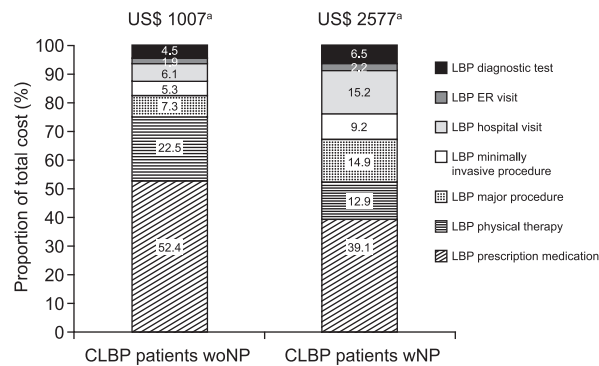 US$ 1007ᵃ US$ 2577ᵃ
Proportion of total cost (%)
100
90
80
70
60
50
40
30
20
10
0
4.5
1.9
6.1
5.3
7.3
22.5
52.4
6.5
2.2
15.2
9.2
14.9
12.9
39.1
CLBP patients woNP CLBP patients wNP
LBP diagnostic test
LBP ER visit
LBP hospital visit
LBP minimally
invasive procedure
LBP major procedure
LBP physical therapy
LBP prescription medication